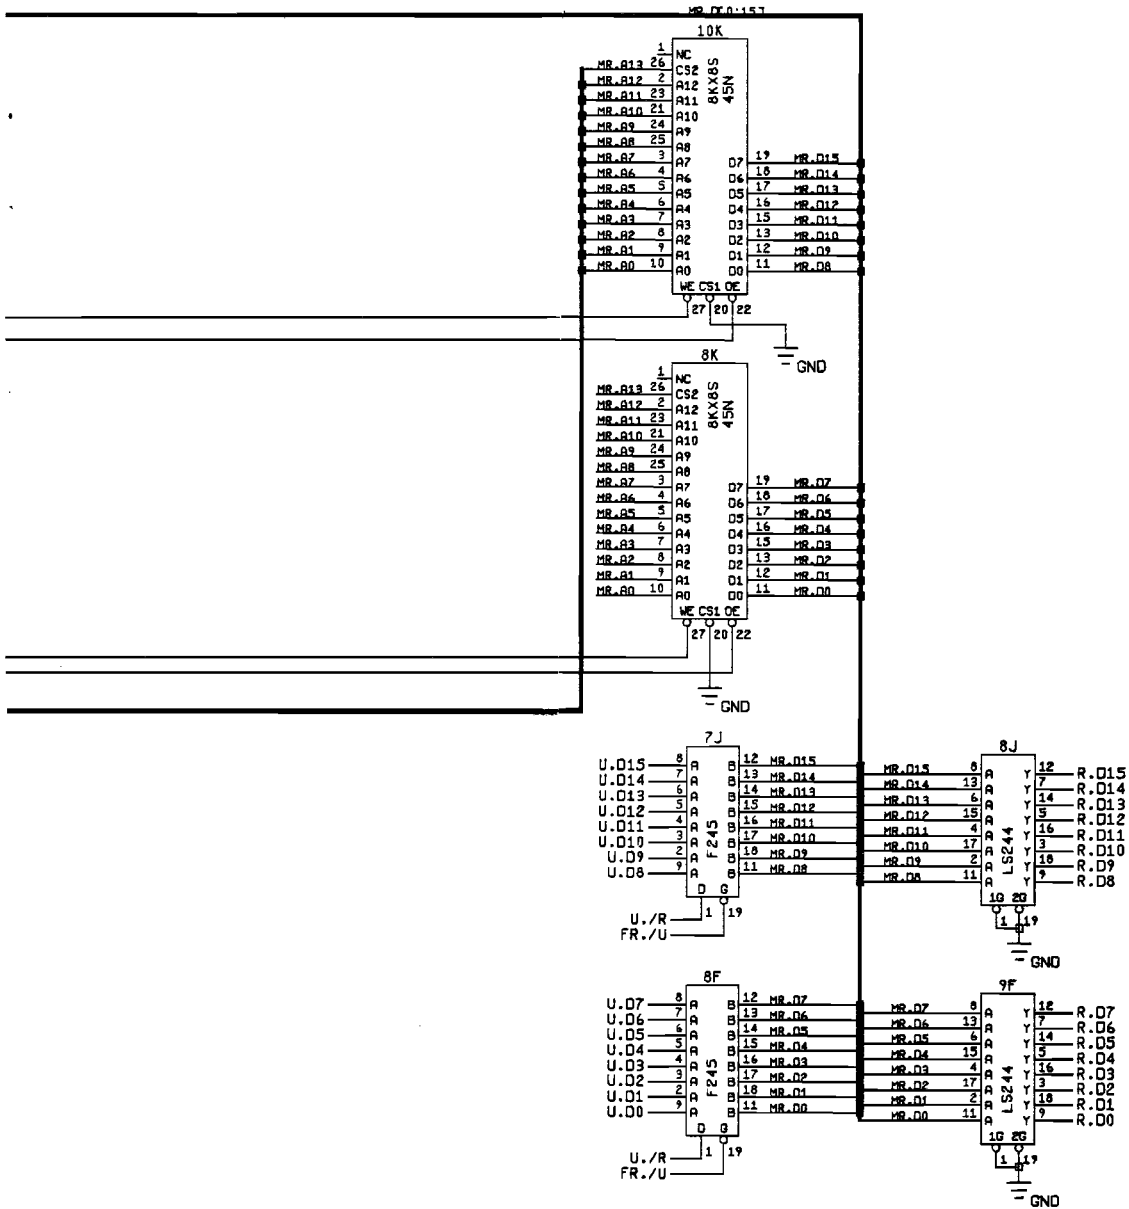 MR.D[0:15]
10K
1 NC
MR.A13 26 CS2 8KX8S
MR.A12 2 A12 45N
MR.A11 23 A11
MR.A10 21 A10
MR.A9 24 A9
MR.A8 25 A8
MR.A7 3 A7 D7 19 MR.D15
MR.A6 4 A6 D6 18 MR.D14
MR.A5 5 A5 D5 17 MR.D13
MR.A4 6 A4 D4 16 MR.D12
MR.A3 7 A3 D3 15 MR.D11
MR.A2 8 A2 D2 13 MR.D10
MR.A1 9 A1 D1 12 MR.D9
MR.A0 10 A0 D0 11 MR.D8
WE CS1 OE
27 20 22
GND
8K
1 NC
MR.A13 26 CS2 8KX8S
MR.A12 2 A12 45N
MR.A11 23 A11
MR.A10 21 A10
MR.A9 24 A9
MR.A8 25 A8
MR.A7 3 A7 D7 19 MR.D7
MR.A6 4 A6 D6 18 MR.D6
MR.A5 5 A5 D5 17 MR.D5
MR.A4 6 A4 D4 16 MR.D4
MR.A3 7 A3 D3 15 MR.D3
MR.A2 8 A2 D2 13 MR.D2
MR.A1 9 A1 D1 12 MR.D1
MR.A0 10 A0 D0 11 MR.D0
WE CS1 OE
27 20 22
GND
7J 8J
U.D15 8 A B 12 MR.D15 MR.D15 8 A Y 12 R.D15
U.D14 7 A B 13 MR.D14 MR.D14 13 A Y 7 R.D14
U.D13 6 A B 14 MR.D13 MR.D13 6 A Y 14 R.D13
U.D12 5 A B 15 MR.D12 MR.D12 15 A Y 5 R.D12
U.D11 4 A B 16 MR.D11 MR.D11 4 A Y 16 R.D11
U.D10 3 A B 17 MR.D10 MR.D10 17 A Y 3 R.D10
U.D9 2 A B 18 MR.D9 MR.D9 2 A Y 18 R.D9
U.D8 9 A B 11 MR.D8 MR.D8 11 A Y 9 R.D8
F245 LS244
D G 1G 2G
U./R 1 19 1 19
FR./U
GND
8F 9F
U.D7 8 A B 12 MR.D7 MR.D7 8 A Y 12 R.D7
U.D6 7 A B 13 MR.D6 MR.D6 13 A Y 7 R.D6
U.D5 6 A B 14 MR.D5 MR.D5 6 A Y 14 R.D5
U.D4 5 A B 15 MR.D4 MR.D4 15 A Y 5 R.D4
U.D3 4 A B 16 MR.D3 MR.D3 4 A Y 16 R.D3
U.D2 3 A B 17 MR.D2 MR.D2 17 A Y 3 R.D2
U.D1 2 A B 18 MR.D1 MR.D1 2 A Y 18 R.D1
U.D0 9 A B 11 MR.D0 MR.D0 11 A Y 9 R.D0
F245 LS244
D G 1G 2G
U./R 1 19 1 19
FR./U
GND